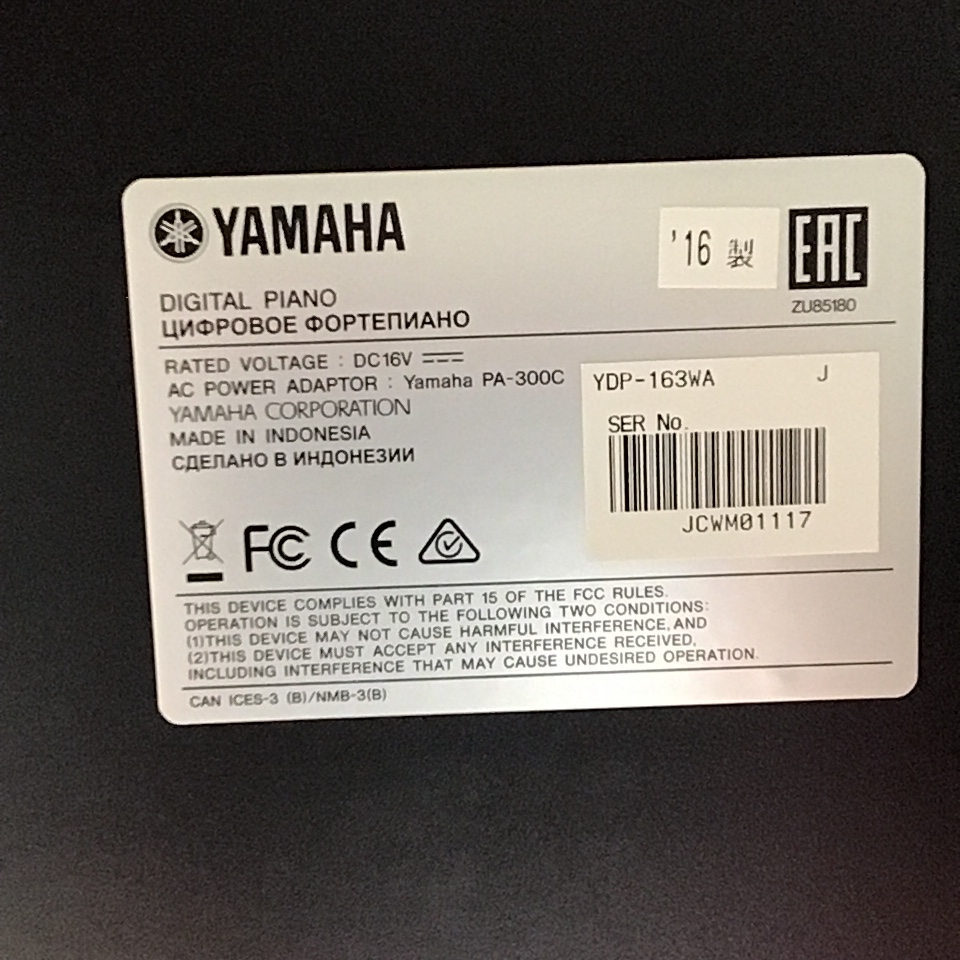 YAMAHA
'16 製
EAC
ZU85180
DIGITAL PIANO
ЦИФРОВОЕ ФОРТЕПИАНО
RATED VOLTAGE : DC16V
AC POWER ADAPTOR : Yamaha PA-300C
YAMAHA CORPORATION
MADE IN INDONESIA
СДЕЛАНО В ИНДОНЕЗИИ
YDP-163WA J
SER No.
JCWM01117
FC CE
THIS DEVICE COMPLIES WITH PART 15 OF THE FCC RULES.
OPERATION IS SUBJECT TO THE FOLLOWING TWO CONDITIONS:
(1)THIS DEVICE MAY NOT CAUSE HARMFUL INTERFERENCE, AND
(2)THIS DEVICE MUST ACCEPT ANY INTERFERENCE RECEIVED,
INCLUDING INTERFERENCE THAT MAY CAUSE UNDESIRED OPERATION.
CAN ICES-3 (B)/NMB-3(B)